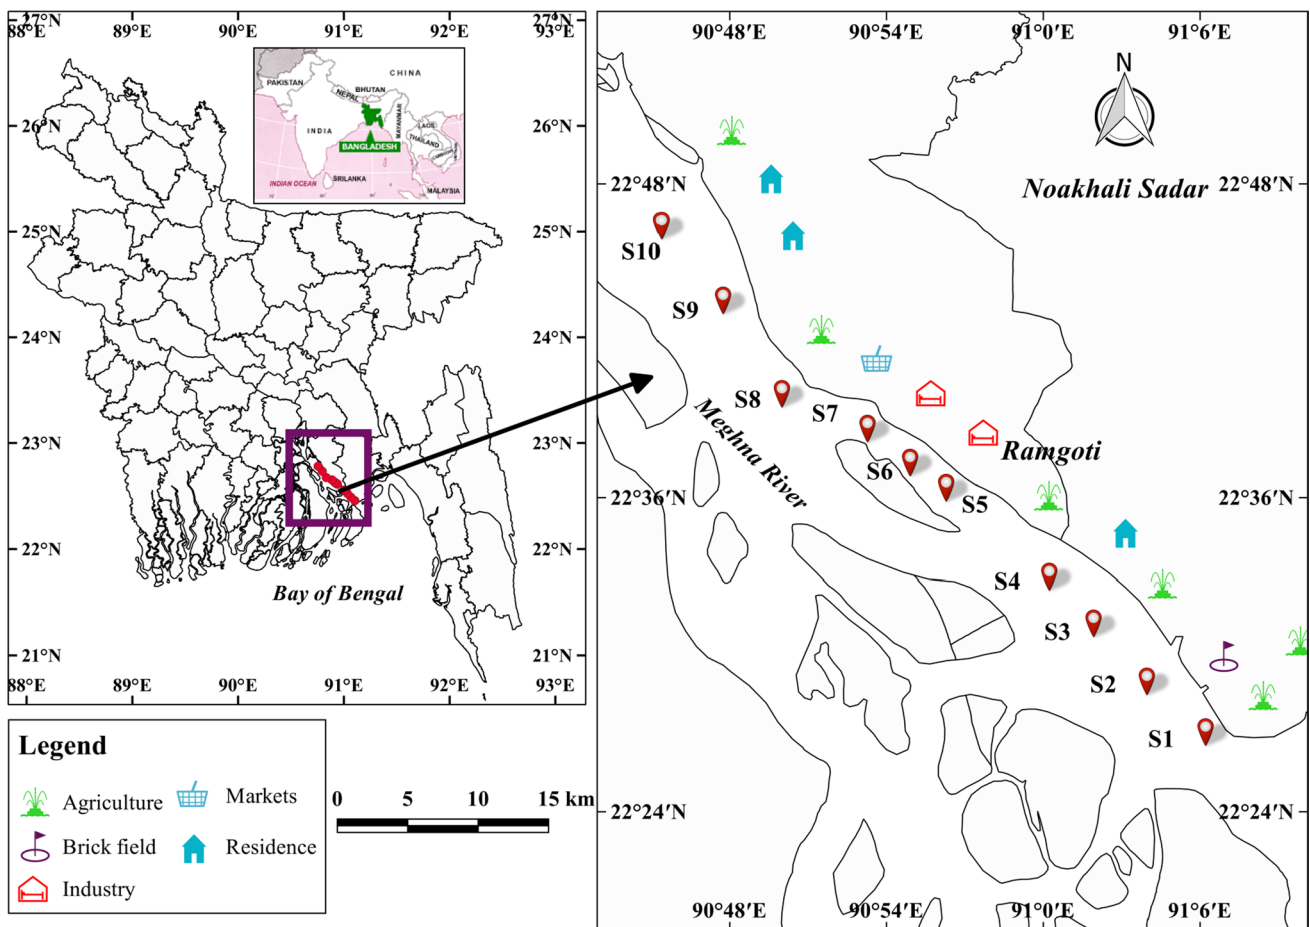 27°N
27°N
88°E
89°E
90°E
91°E
92°E
93°E
26°N
26°N
25°N
25°N
24°N
24°N
23°N
23°N
22°N
22°N
21°N
21°N
88°E
89°E
90°E
91°E
92°E
93°E
CHINA
PAKISTAN
NEPAL
BHUTAN
INDIA
MAYANMAR
LAOS
THAILAND
BANGLADESH
INDIAN OCEAN
SRILANKA
MALAYSIA
Bay of Bengal
Legend
Agriculture
Markets
Brick field
Residence
Industry
0
5
10
15 km
90°48′E
90°54′E
91°0′E
91°6′E
N
22°48′N
22°48′N
Noakhali Sadar
S10
S9
S8
S7
Meghna River
Ramgoti
S6
S5
22°36′N
22°36′N
S4
S3
S2
S1
22°24′N
22°24′N
90°48′E
90°54′E
91°0′E
91°6′E